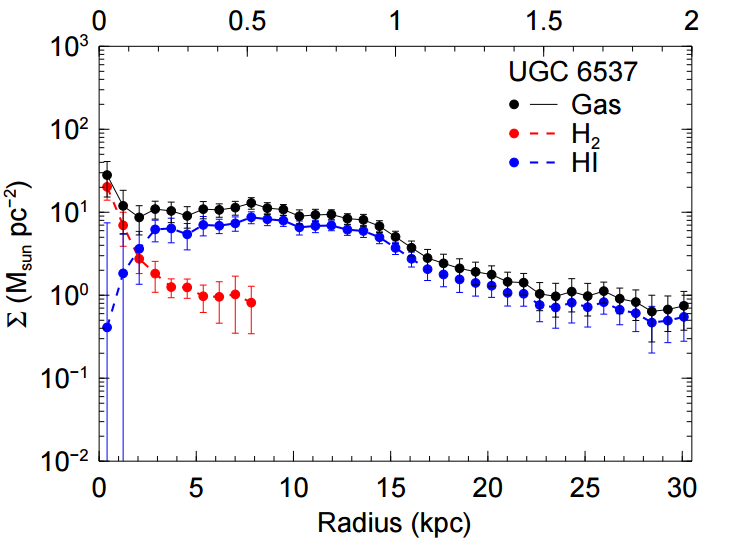 0 0.5 1 1.5 2
10³
10²
10¹
10⁰
10⁻¹
10⁻²
Σ (M_sun pc⁻²)
UGC 6537
Gas
H₂
HI
0 5 10 15 20 25 30
Radius (kpc)